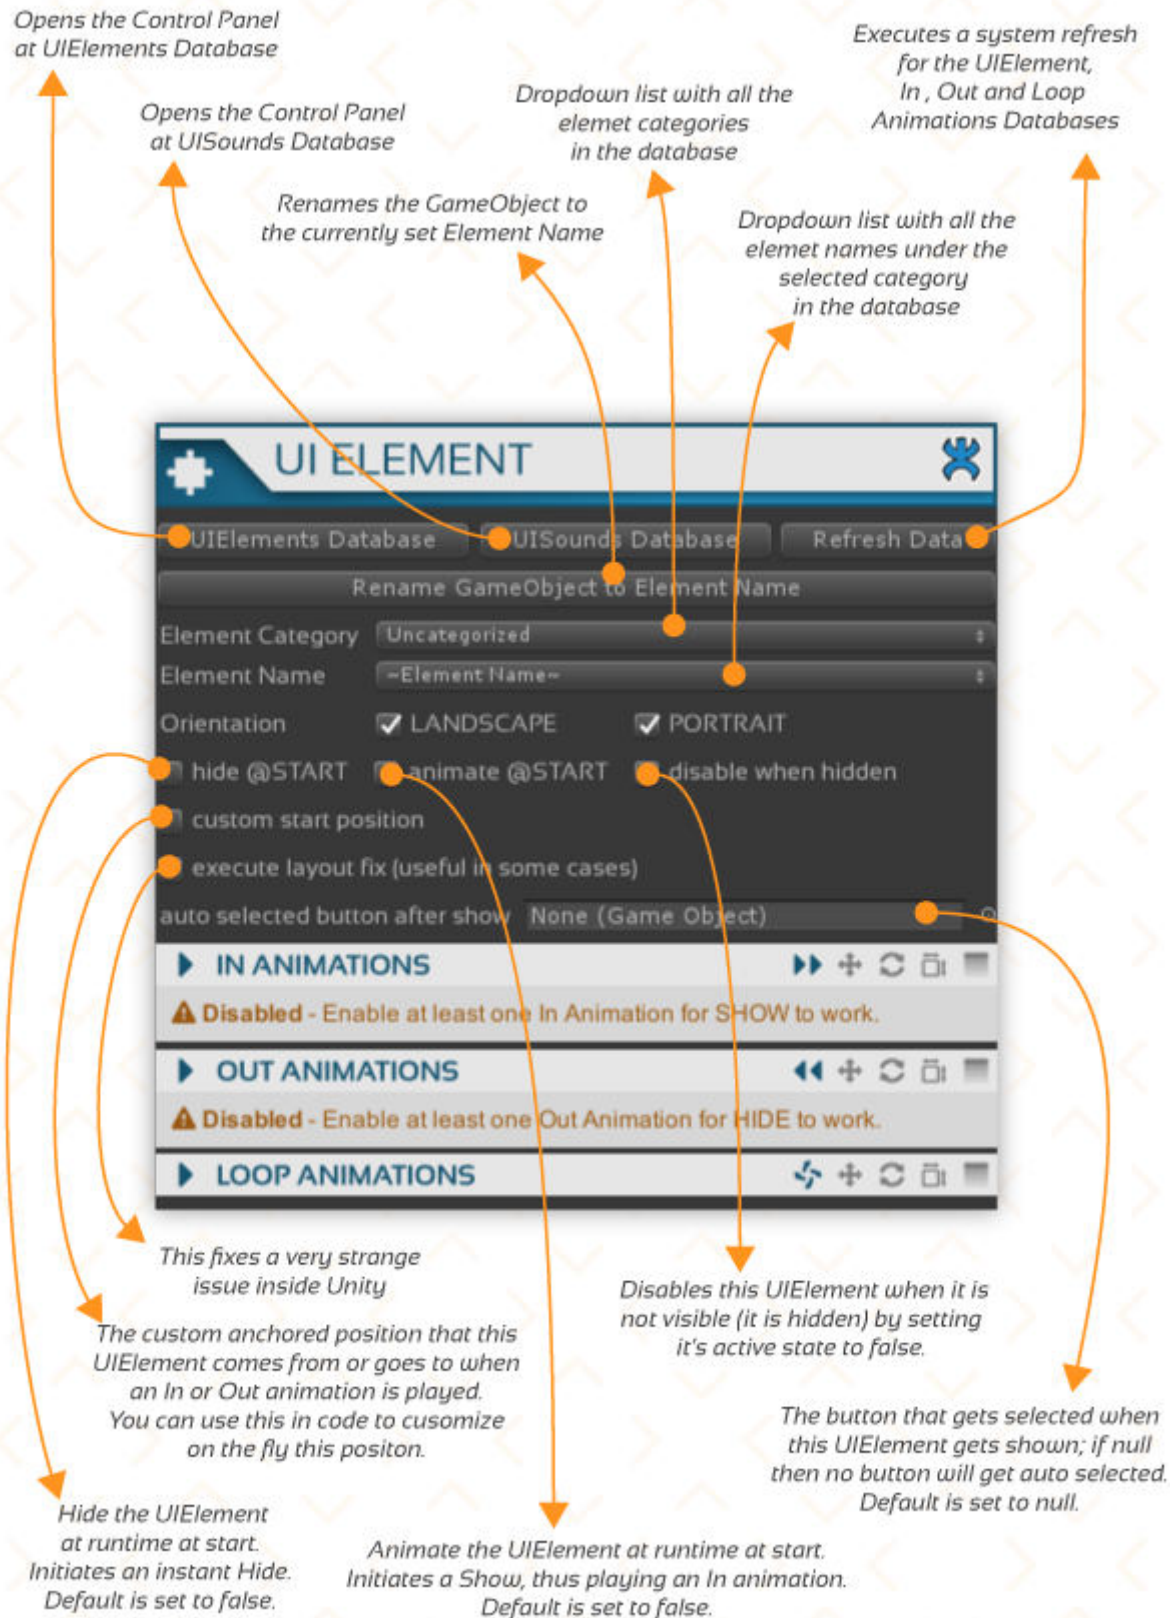 Opens the Control Panel
at UIElements Database
Opens the Control Panel
at UISounds Database
Renames the GameObject to
the currently set Element Name
Dropdown list with all the
elemet categories
in the database
Dropdown list with all the
elemet names under the
selected category
in the database
Executes a system refresh
for the UIElement,
In , Out and Loop
Animations Databases
UI ELEMENT
UIElements Database
UISounds Database
Refresh Data
Rename GameObject to Element Name
Element Category
Uncategorized
Element Name
~Element Name~
Orientation
LANDSCAPE
PORTRAIT
hide @START
animate @START
disable when hidden
custom start position
execute layout fix (useful in some cases)
auto selected button after show
None (Game Object)
IN ANIMATIONS
Disabled - Enable at least one In Animation for SHOW to work.
OUT ANIMATIONS
Disabled - Enable at least one Out Animation for HIDE to work.
LOOP ANIMATIONS
This fixes a very strange
issue inside Unity
The custom anchored position that this
UIElement comes from or goes to when
an In or Out animation is played.
You can use this in code to cusomize
on the fly this positon.
Hide the UIElement
at runtime at start.
Initiates an instant Hide.
Default is set to false.
Animate the UIElement at runtime at start.
Initiates a Show, thus playing an In animation.
Default is set to false.
Disables this UIElement when it is
not visible (it is hidden) by setting
it's active state to false.
The button that gets selected when
this UIElement gets shown; if null
then no button will get auto selected.
Default is set to null.